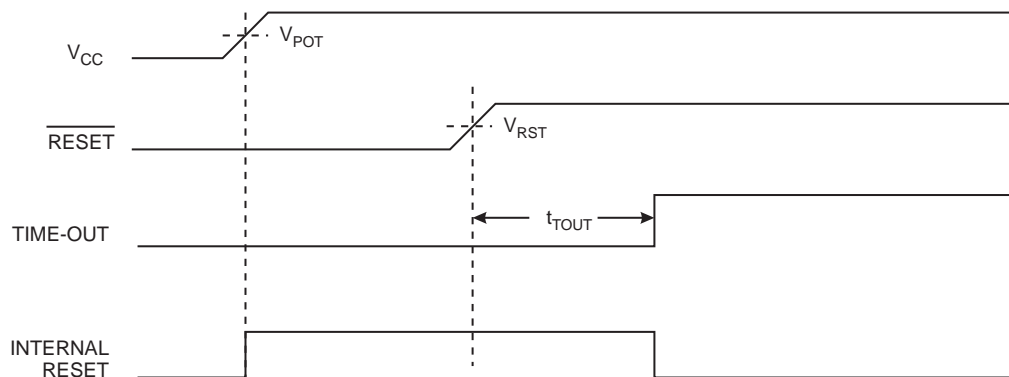 V_CC
V_POT
RESET
V_RST
t_TOUT
TIME-OUT
INTERNAL
RESET